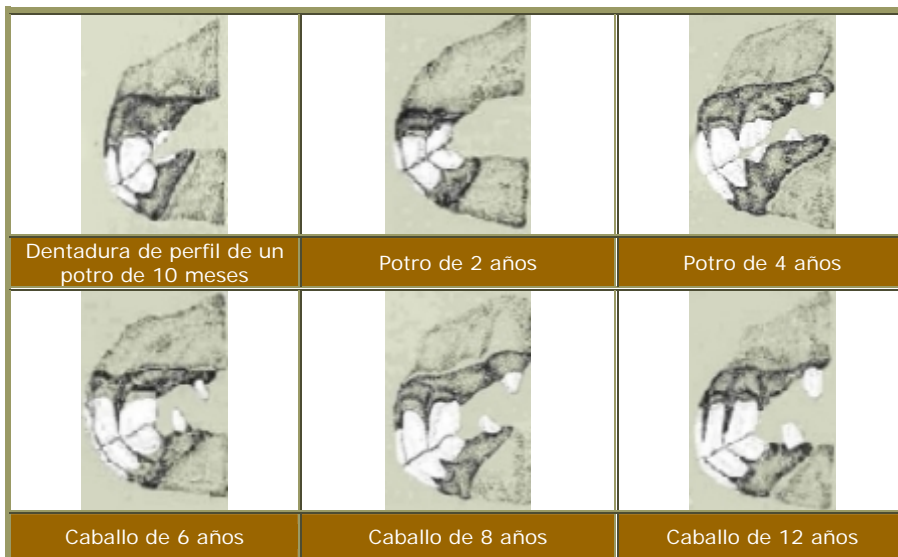 Dentadura de perfil de un
potro de 10 meses
Potro de 2 años
Potro de 4 años
Caballo de 6 años
Caballo de 8 años
Caballo de 12 años